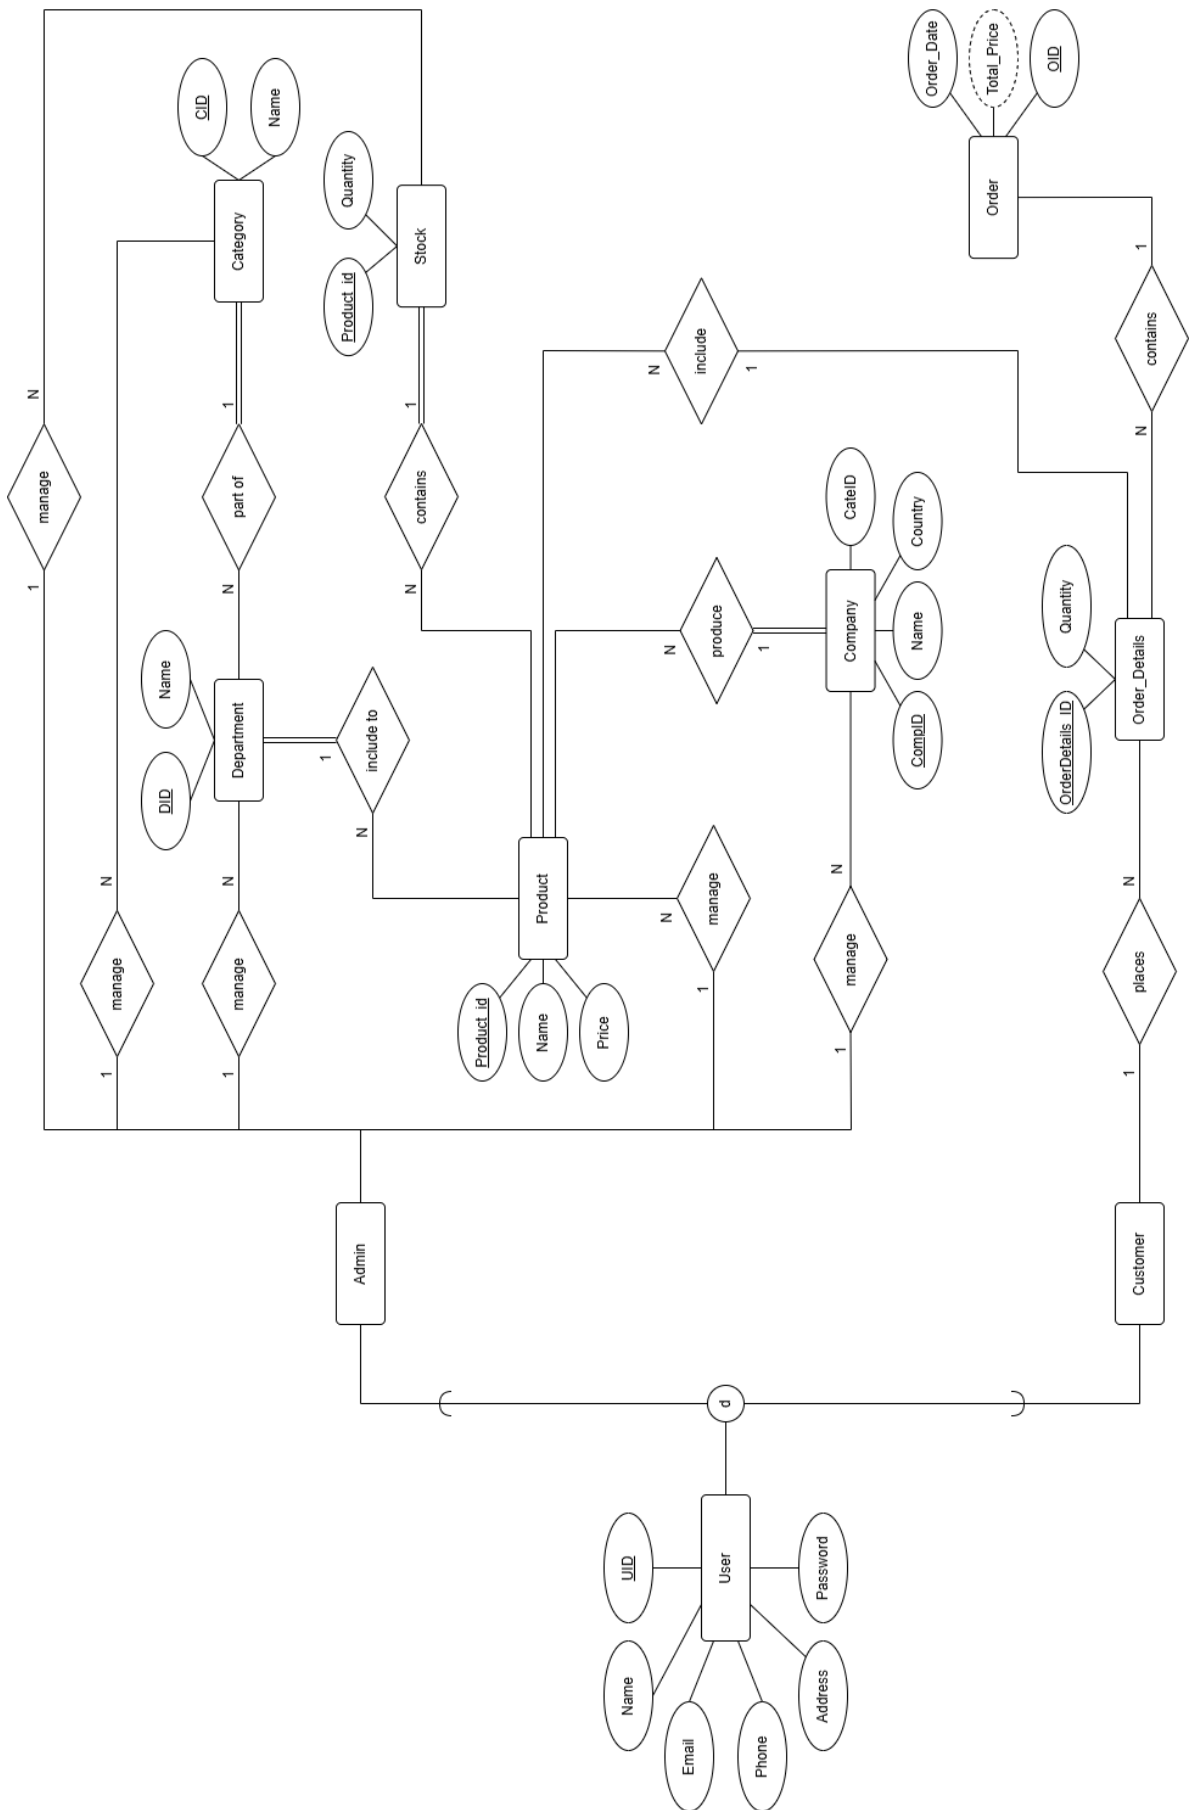 UID
Name
Email
Phone
Address
Password
User
d
Admin
Customer
1
manage
N
1
manage
N
1
manage
N
1
manage
N
1
manage
N
1
places
N
DID
Name
Department
N
part of
1
Category
CID
Name
1
include to
N
Product_id
Name
Price
Product
N
contains
1
Stock
Product_id
Quantity
N
include
1
N
produce
1
Company
CompID
Name
Country
CateID
OrderDetails_ID
Quantity
Order_Details
N
contains
1
Order
Order_Date
Total_Price
OID